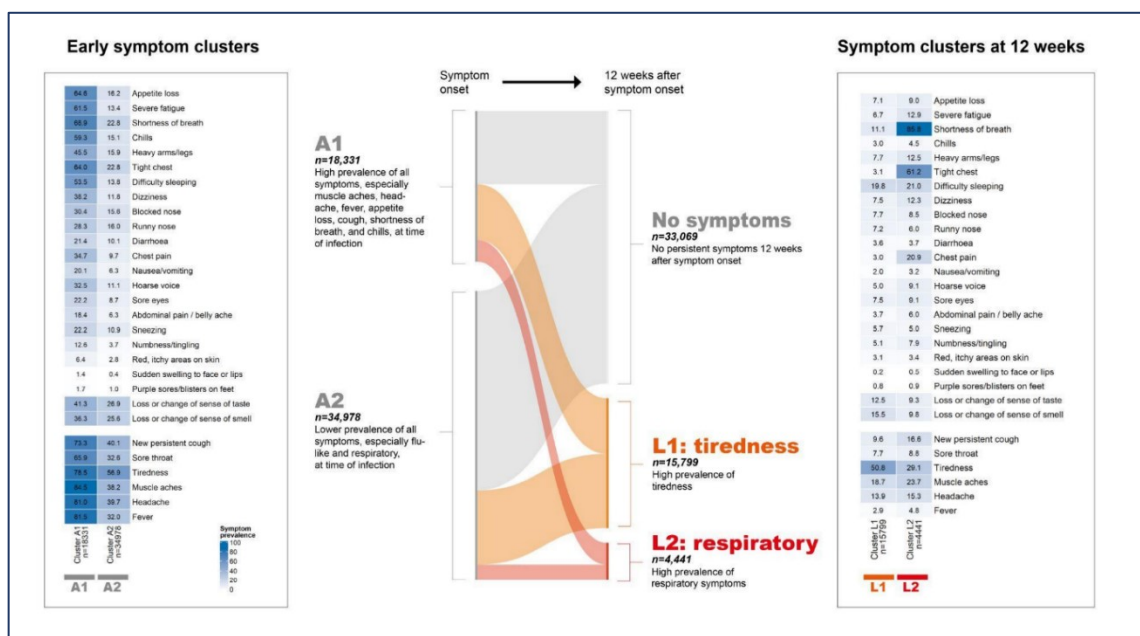 Early symptom clusters
64.6 16.2 Appetite loss
61.5 13.4 Severe fatigue
66.9 22.8 Shortness of breath
59.3 15.1 Chills
45.5 15.9 Heavy arms/legs
64.0 22.8 Tight chest
53.5 13.8 Difficulty sleeping
38.2 11.8 Dizziness
30.4 15.6 Blocked nose
28.3 16.0 Runny nose
21.4 10.1 Diarrhoea
34.7 9.7 Chest pain
20.1 6.3 Nausea/vomiting
32.5 11.1 Hoarse voice
22.2 8.7 Sore eyes
18.4 6.3 Abdominal pain / belly ache
22.2 10.9 Sneezing
12.6 3.7 Numbness/tingling
6.4 2.8 Red, itchy areas on skin
1.4 0.4 Sudden swelling to face or lips
1.7 1.0 Purple sores/blisters on feet
41.3 26.9 Loss or change of sense of taste
36.3 25.6 Loss or change of sense of smell
73.3 40.1 New persistent cough
65.9 32.6 Sore throat
56.9 Tiredness
38.2 Muscle aches
81.0 39.7 Headache
81.5 32.0 Fever
Cluster A1
n=18331
Cluster A2
n=34978
Symptom
prevalence
100
80
60
40
20
0
A1 A2
Symptom
onset
12 weeks after
symptom onset
A1
n=18,331
High prevalence of all
symptoms, especially
muscle aches, head-
ache, fever, appetite
loss, cough, shortness of
breath, and chills, at time
of infection
A2
n=34,978
Lower prevalence of all
symptoms, especially flu-
like and respiratory,
at time of infection
No symptoms
n=33,069
No persistent symptoms 12 weeks
after symptom onset
L1: tiredness
n=15,799
High prevalence of
tiredness
L2: respiratory
n=4,441
High prevalence of
respiratory symptoms
Symptom clusters at 12 weeks
7.1 9.0 Appetite loss
6.7 12.9 Severe fatigue
11.1 Shortness of breath
3.0 4.5 Chills
7.7 12.5 Heavy arms/legs
3.1 61.2 Tight chest
19.8 21.0 Difficulty sleeping
7.5 12.3 Dizziness
7.7 8.5 Blocked nose
7.2 6.0 Runny nose
3.6 3.7 Diarrhoea
3.0 20.9 Chest pain
2.0 3.2 Nausea/vomiting
5.0 9.1 Hoarse voice
7.5 9.1 Sore eyes
3.7 6.0 Abdominal pain / belly ache
5.7 5.0 Sneezing
5.1 7.9 Numbness/tingling
3.1 3.4 Red, itchy areas on skin
0.2 0.5 Sudden swelling to face or lips
0.8 0.9 Purple sores/blisters on feet
12.5 9.3 Loss or change of sense of taste
15.5 9.8 Loss or change of sense of smell
9.6 16.6 New persistent cough
7.7 8.8 Sore throat
50.8 29.1 Tiredness
18.7 23.7 Muscle aches
13.9 15.3 Headache
2.9 4.8 Fever
Cluster L1
n=15799
Cluster L2
n=4441
L1 L2